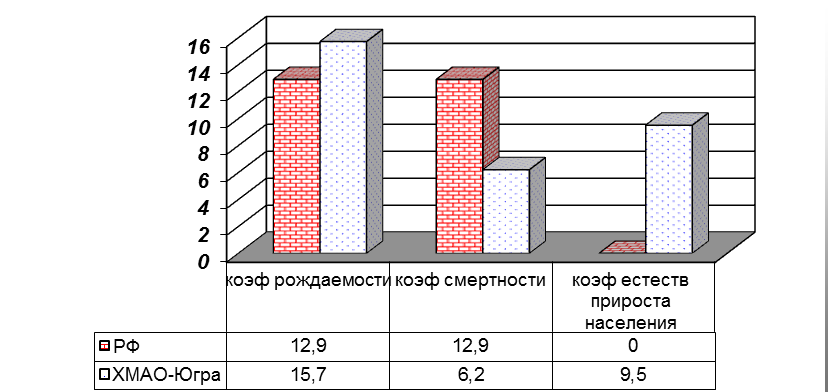 16
14
12
10
8
6
4
2
0
коэф рождаемости коэф смертности коэф естеств
прироста
населения
РФ 12,9 12,9 0
ХМАО-Югра 15,7 6,2 9,5